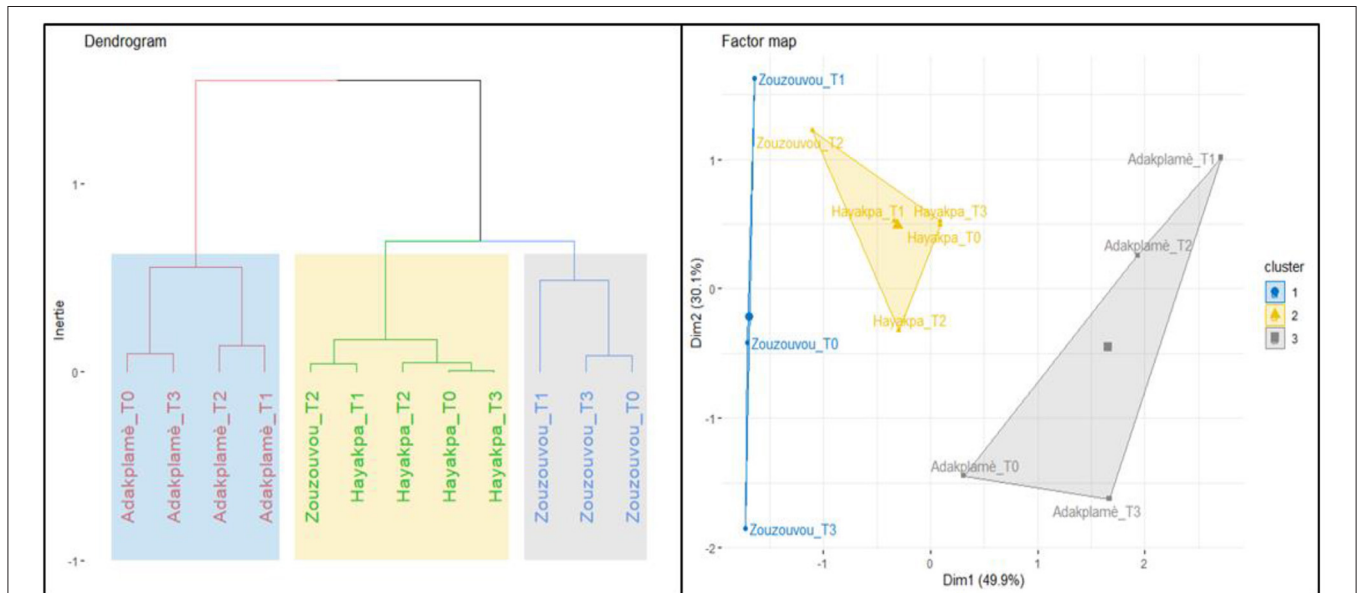 Dendrogram
1
0
-1
Inertie
Adakplamè_T0
Adakplamè_T3
Adakplamè_T2
Adakplamè_T1
Zouzouvou_T2
Hayakpa_T1
Hayakpa_T2
Hayakpa_T0
Hayakpa_T3
Zouzouvou_T1
Zouzouvou_T3
Zouzouvou_T0
Factor map
Zouzouvou_T1
Zouzouvou_T2
Adakplamè_T1
Hayakpa_T1 Hayakpa_T3
Hayakpa_T0
Adakplamè_T2
Hayakpa_T2
Zouzouvou_T0
Adakplamè_T0
Adakplamè_T3
Zouzouvou_T3
1
0
-1
-2
Dim2 (30.1%)
-1 0 1 2
Dim1 (49.9%)
cluster
1
2
3